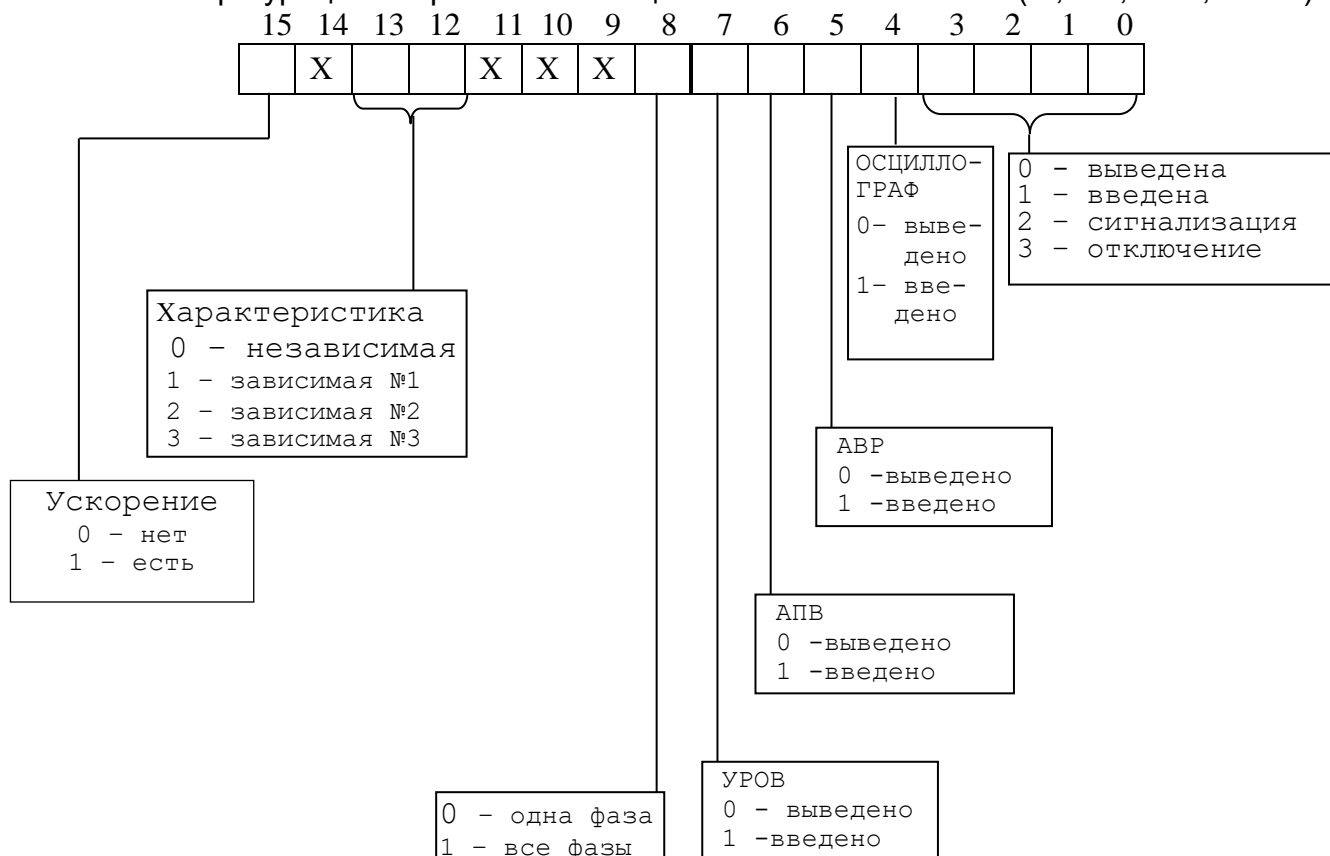 15 14 13 12 11 10 9 8 7 6 5 4 3 2 1 0
X X X X
ОСЦИЛЛО-
ГРАФ
0– выве-
дено
1– вве-
дено
0 – выведена
1 – введена
2 – сигнализация
3 – отключение
Характеристика
0 – независимая
1 – зависимая №1
2 – зависимая №2
3 – зависимая №3
АВР
0 –выведено
1 –введено
Ускорение
0 – нет
1 – есть
АПВ
0 –выведено
1 –введено
0 – одна фаза
1 – все фазы
УРОВ
0 – выведено
1 –введено